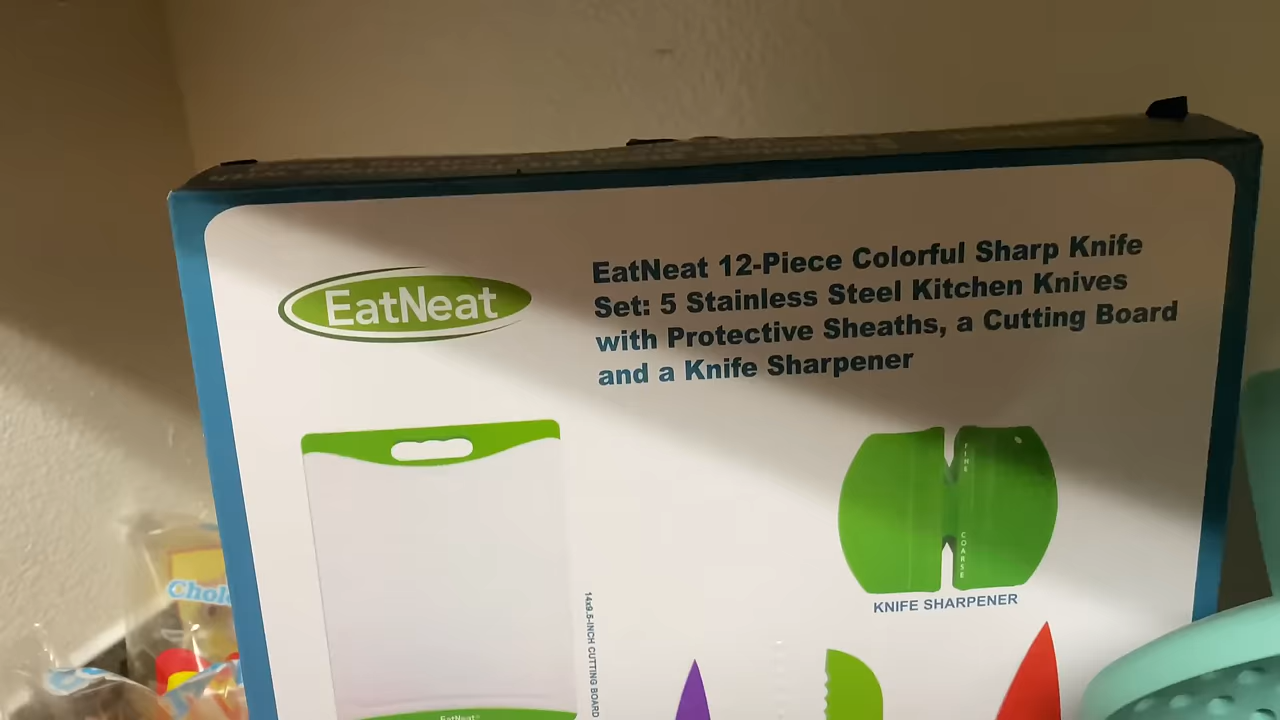 EatNeat
EatNeat 12-Piece Colorful Sharp Knife
Set: 5 Stainless Steel Kitchen Knives
with Protective Sheaths, a Cutting Board
and a Knife Sharpener
FINE
COARSE
KNIFE SHARPENER
14x9.5-INCH CUTTING BOARD
EatNeat